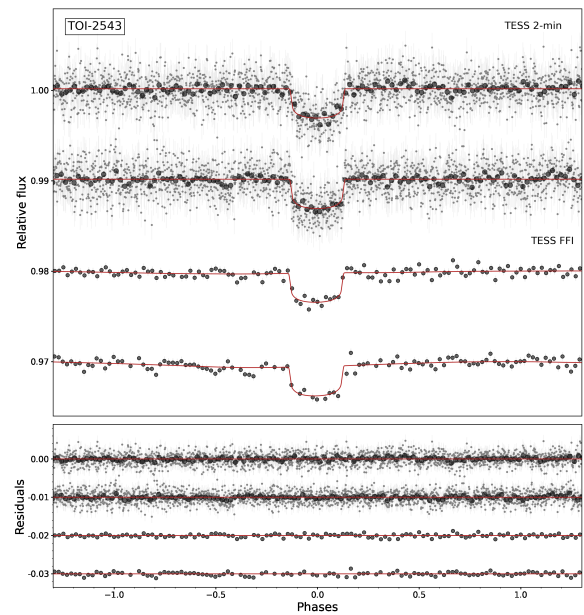 TOI-2543
TESS 2-min
1.00
0.99
TESS FFI
0.98
0.97
Relative flux
0.00
-0.01
-0.02
-0.03
Residuals
−1.0 −0.5 0.0 0.5 1.0
Phases